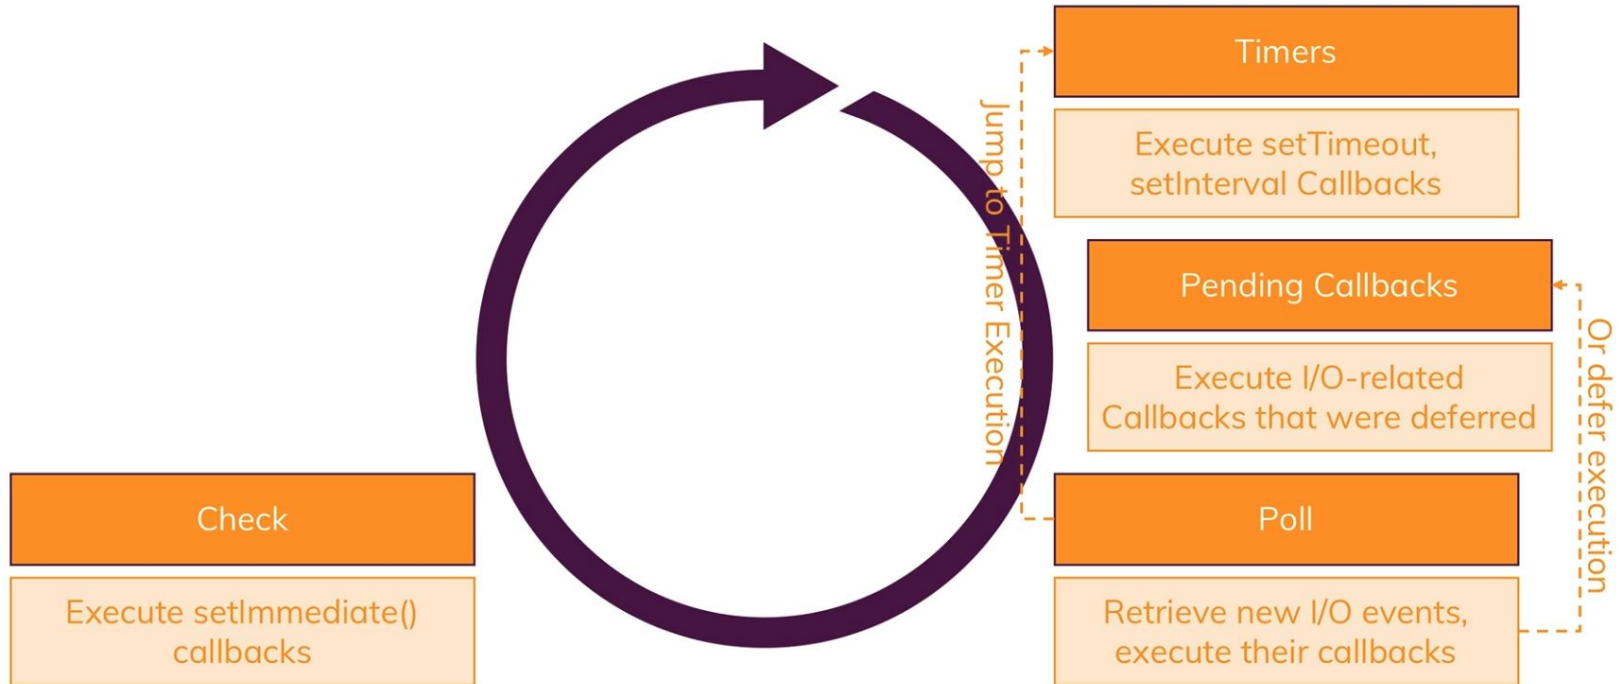 Timers
Execute setTimeout,
setInterval Callbacks
Jump to Timer Execution
Pending Callbacks
Execute I/O-related
Callbacks that were deferred
Or defer execution
Poll
Retrieve new I/O events,
execute their callbacks
Check
Execute setImmediate()
callbacks